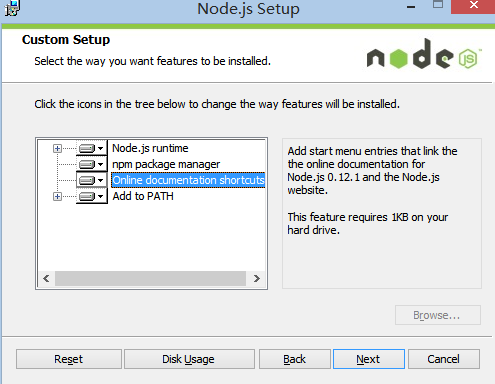 Node.js Setup
Custom Setup
Select the way you want features to be installed.
node
JS
Click the icons in the tree below to change the way features will be installed.
Node.js runtime
npm package manager
Online documentation shortcuts
Add to PATH
Add start menu entries that link the
the online documentation for
Node.js 0.12.1 and the Node.js
website.
This feature requires 1KB on your
hard drive.
Browse...
Reset
Disk Usage
Back
Next
Cancel